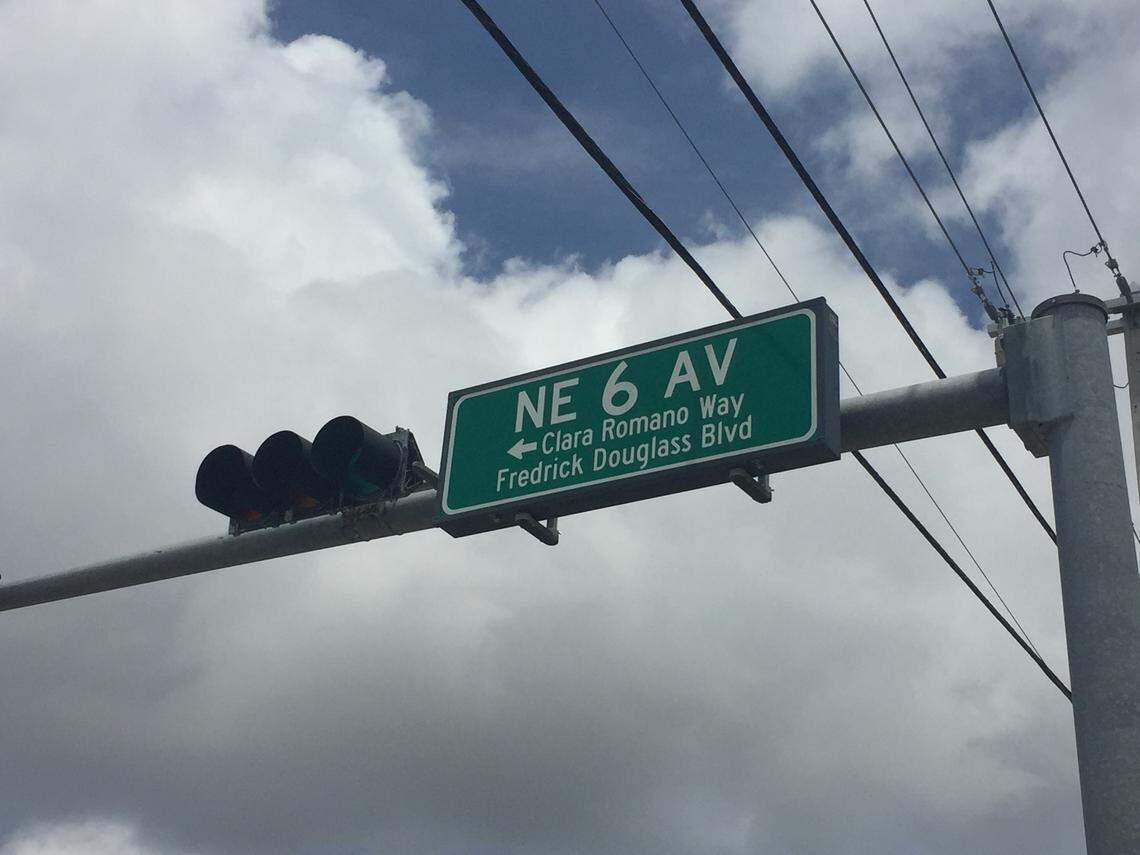 NE 6 AV
← Clara Romano Way
Fredrick Douglass Blvd